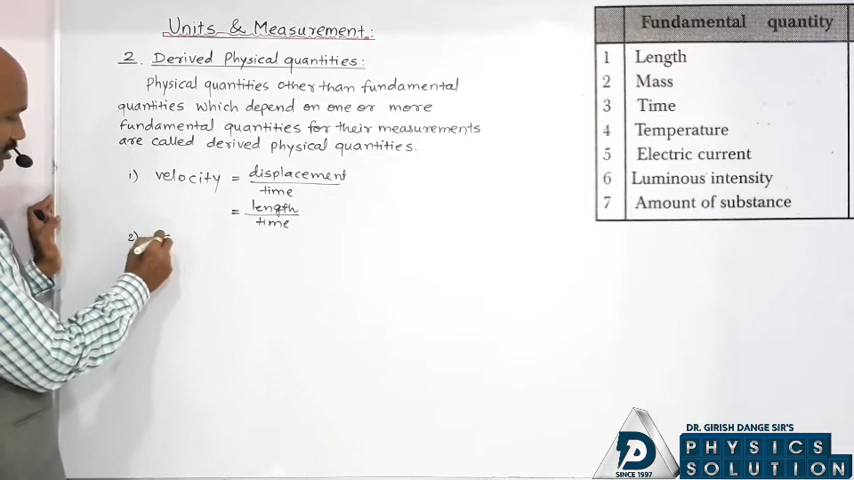 Units & Measurement:
2. Derived Physical quantities:
Physical quantities other than fundamental
quantities which depend on one or more
fundamental quantities for their measurements
are called derived physical quantities.
1) velocity = displacement
time
= length
time
2)
Fundamental quantity
1 Length
2 Mass
3 Time
4 Temperature
5 Electric current
6 Luminous intensity
7 Amount of substance
DR. GIRISH DANGE SIR'S
PHYSICS
SOLUTION
SINCE 1997